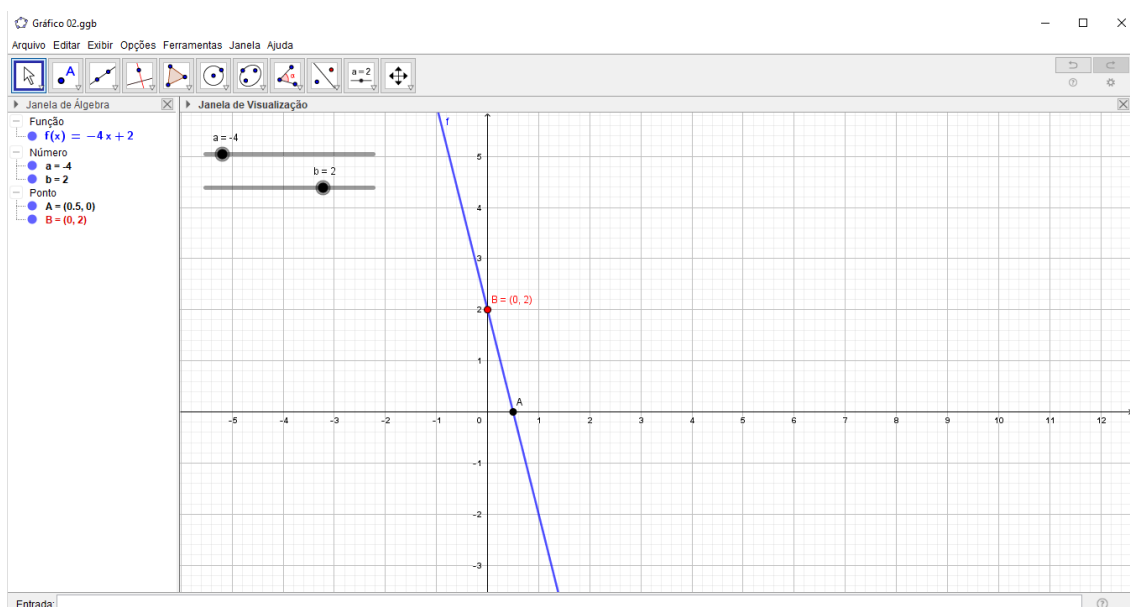 Gráfico 02.ggb
Arquivo Editar Exibir Opções Ferramentas Janela Ajuda
A
α
a=2
Janela de Álgebra
Janela de Visualização
Função
f(x) = −4 x + 2
Número
a = -4
b = 2
Ponto
A = (0.5, 0)
B = (0, 2)
a = -4
b = 2
f
5
4
3
B = (0, 2)
2
1
A
-5 -4 -3 -2 -1 0 1 2 3 4 5 6 7 8 9 10 11 12
-1
-2
-3
Entrada: